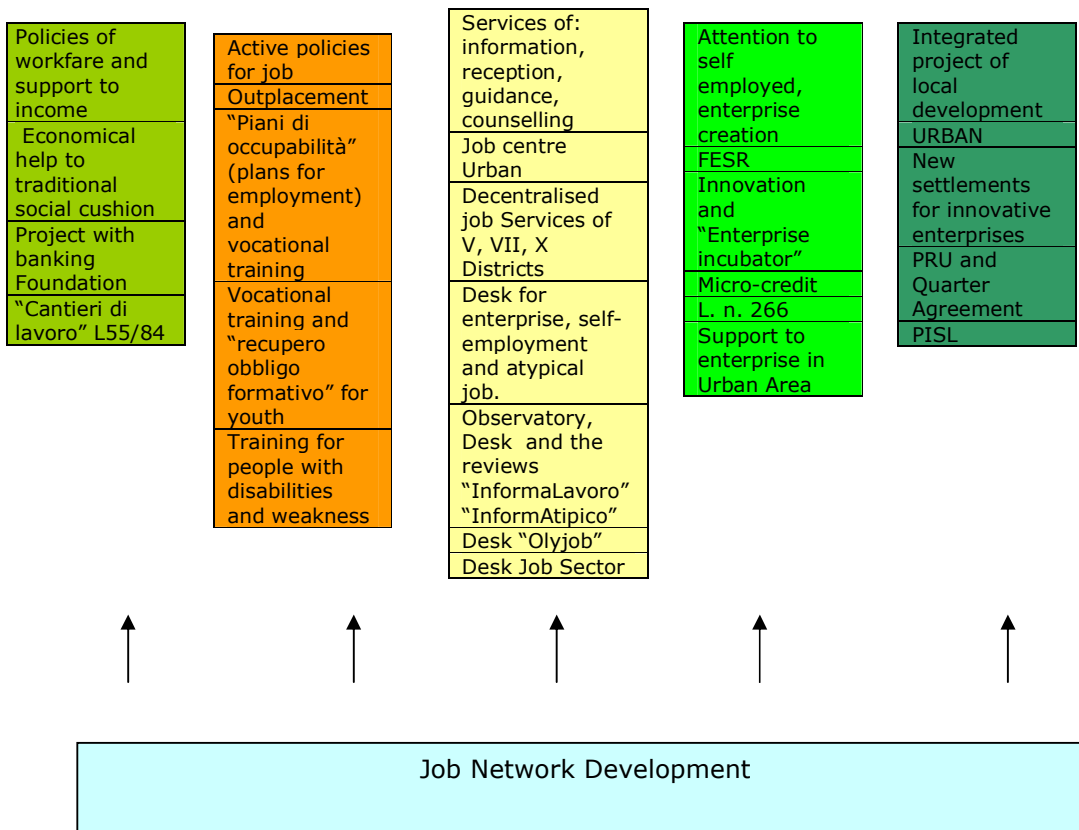 Policies of
workfare and
support to
income
Economical
help to
traditional
social cushion
Project with
banking
Foundation
“Cantieri di
lavoro” L55/84
Active policies
for job
Outplacement
“Piani di
occupabilità”
(plans for
employment)
and
vocational
training
Vocational
training and
“recupero
obbligo
formativo” for
youth
Training for
people with
disabilities
and weakness
Services of:
information,
reception,
guidance,
counselling
Job centre
Urban
Decentralised
job Services of
V, VII, X
Districts
Desk for
enterprise, self-
employment
and atypical
job.
Observatory,
Desk and the
reviews
“InformaLavoro”
“InformAtipico”
Desk “Olyjob”
Desk Job Sector
Attention to
self
employed,
enterprise
creation
FESR
Innovation
and
“Enterprise
incubator”
Micro-credit
L. n. 266
Support to
enterprise in
Urban Area
Integrated
project of
local
development
URBAN
New
settlements
for innovative
enterprises
PRU and
Quarter
Agreement
PISL
Job Network Development